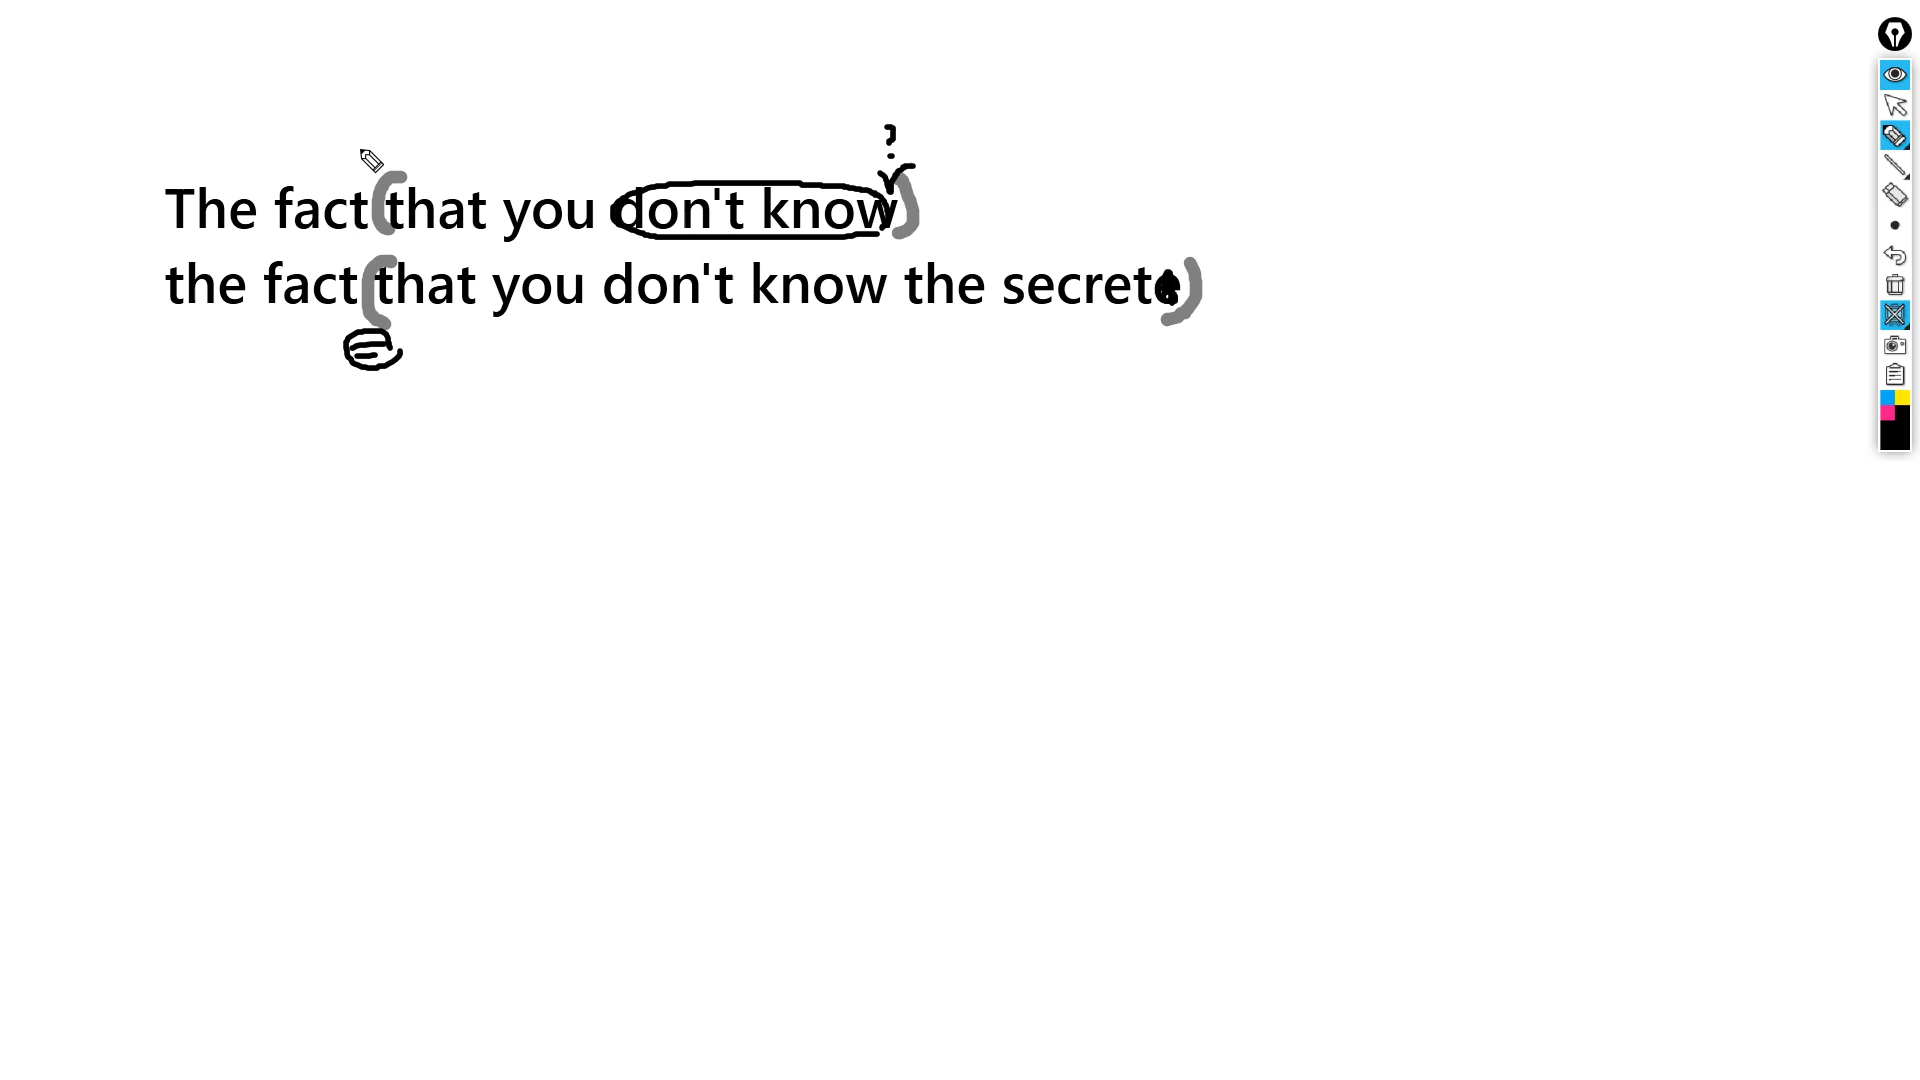 ?
The fact (that you don't know)
the fact (that you don't know the secrete)
=